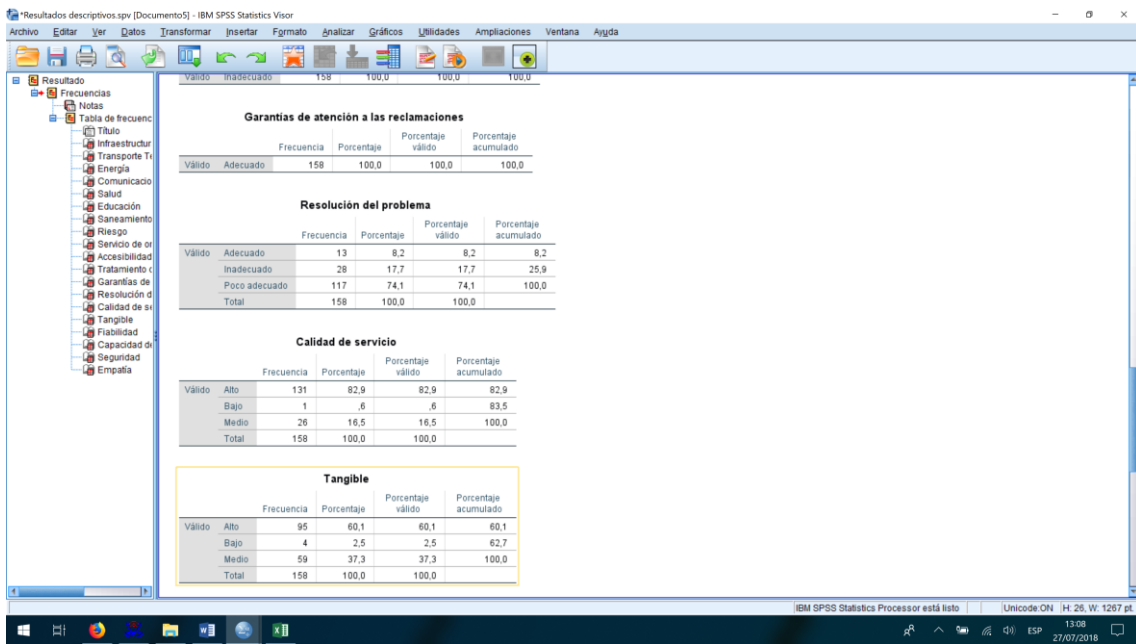 *Resultados descriptivos.spv [Documento5] - IBM SPSS Statistics Visor
Archivo Editar Ver Datos Transformar Insertar Formato Analizar Gráficos Utilidades Ampliaciones Ventana Ayuda
Resultado
Frecuencias
Notas
Tabla de frecuenc
Título
Infraestructur
Transporte Te
Energía
Comunicacio
Salud
Educación
Saneamiento
Riesgo
Servicio de or
Accesibilidad
Tratamiento d
Garantías de
Resolución d
Calidad de se
Tangible
Fiabilidad
Capacidad de
Seguridad
Empatía
Válido Inadecuado 158 100,0 100,0 100,0
Garantías de atención a las reclamaciones
Frecuencia Porcentaje Porcentaje válido Porcentaje acumulado
Válido Adecuado 158 100,0 100,0 100,0
Resolución del problema
Frecuencia Porcentaje Porcentaje válido Porcentaje acumulado
Válido Adecuado 13 8,2 8,2 8,2
Inadecuado 28 17,7 17,7 25,9
Poco adecuado 117 74,1 74,1 100,0
Total 158 100,0 100,0
Calidad de servicio
Frecuencia Porcentaje Porcentaje válido Porcentaje acumulado
Válido Alto 131 82,9 82,9 82,9
Bajo 1 ,6 ,6 83,5
Medio 26 16,5 16,5 100,0
Total 158 100,0 100,0
Tangible
Frecuencia Porcentaje Porcentaje válido Porcentaje acumulado
Válido Alto 95 60,1 60,1 60,1
Bajo 4 2,5 2,5 62,7
Medio 59 37,3 37,3 100,0
Total 158 100,0 100,0
IBM SPSS Statistics Processor está listo Unicode:ON H: 26, W: 1267 pt.
ESP
13:08
27/07/2018